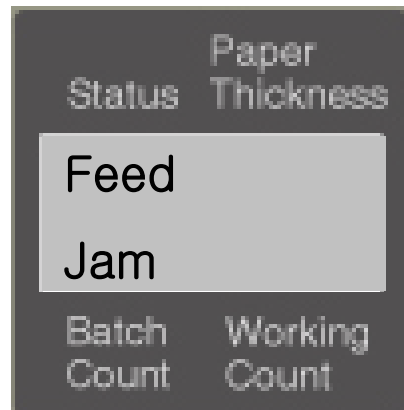 Paper
Status Thickness
Feed
Jam
Batch Working
Count Count